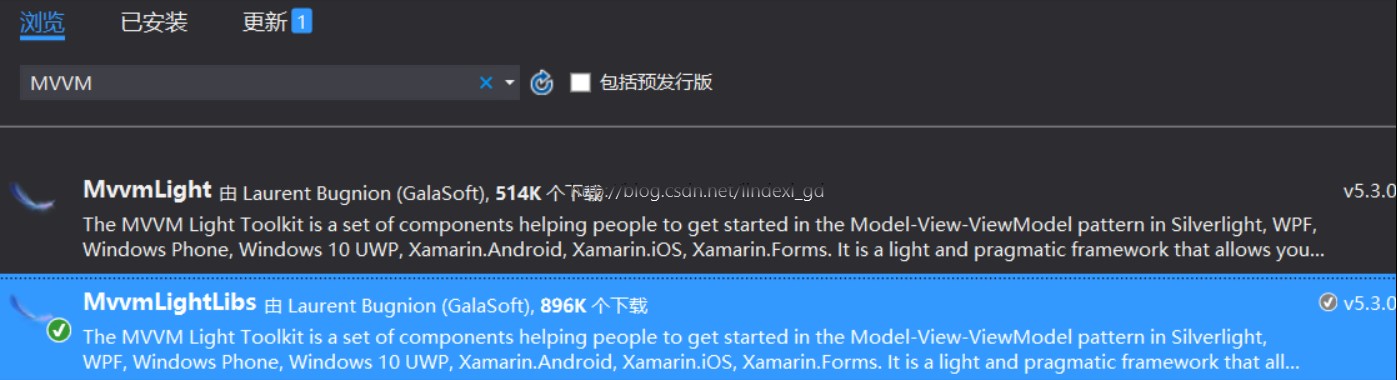 浏览 已安装 更新 1
MVVM 包括预发行版
MvvmLight 由 Laurent Bugnion (GalaSoft), 514K 个下载 ://blog.csdn.net/lindexi_gd v5.3.0
The MVVM Light Toolkit is a set of components helping people to get started in the Model-View-ViewModel pattern in Silverlight, WPF,
Windows Phone, Windows 10 UWP, Xamarin.Android, Xamarin.iOS, Xamarin.Forms. It is a light and pragmatic framework that allows you...
MvvmLightLibs 由 Laurent Bugnion (GalaSoft), 896K 个下载 v5.3.0
The MVVM Light Toolkit is a set of components helping people to get started in the Model-View-ViewModel pattern in Silverlight,
WPF, Windows Phone, Windows 10 UWP, Xamarin.Android, Xamarin.iOS, Xamarin.Forms. It is a light and pragmatic framework that all...